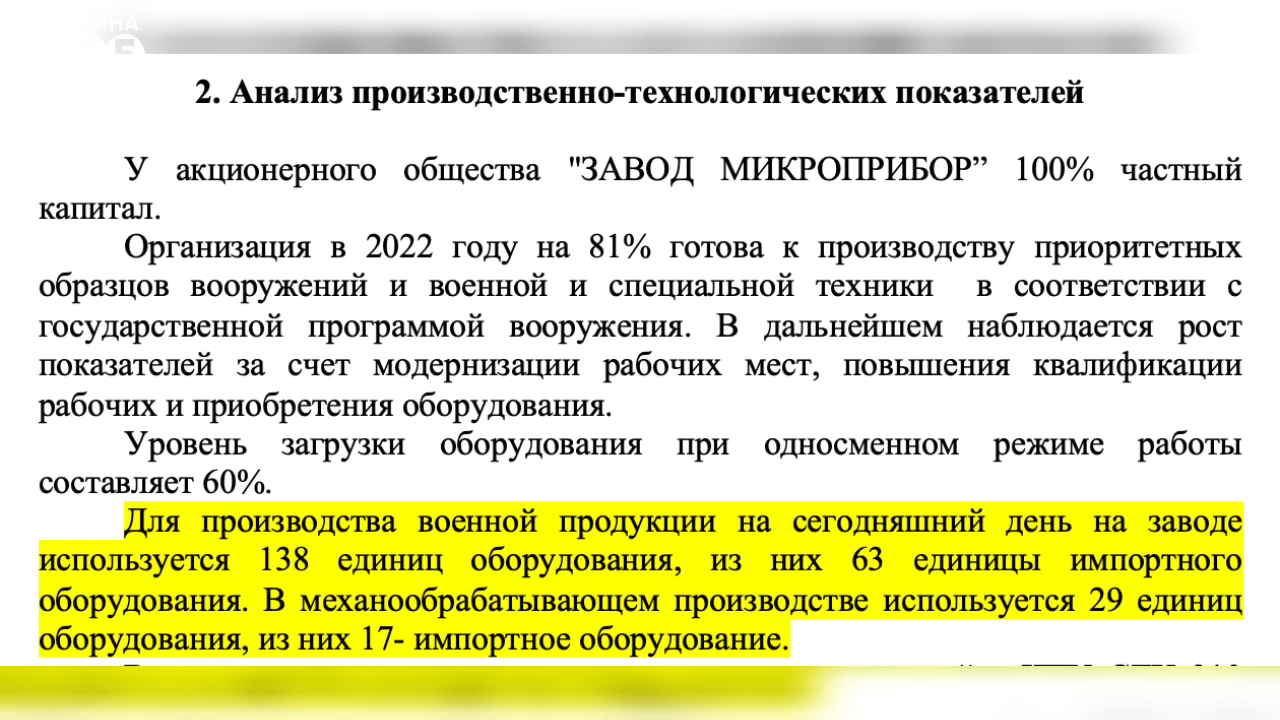 2. Анализ производственно-технологических показателей
У акционерного общества "ЗАВОД МИКРОПРИБОР” 100% частный
капитал.
Организация в 2022 году на 81% готова к производству приоритетных
образцов вооружений и военной и специальной техники в соответствии с
государственной программой вооружения. В дальнейшем наблюдается рост
показателей за счет модернизации рабочих мест, повышения квалификации
рабочих и приобретения оборудования.
Уровень загрузки оборудования при односменном режиме работы
составляет 60%.
Для производства военной продукции на сегодняшний день на заводе
используется 138 единиц оборудования, из них 63 единицы импортного
оборудования. В механообрабатывающем производстве используется 29 единиц
оборудования, из них 17- импортное оборудование.